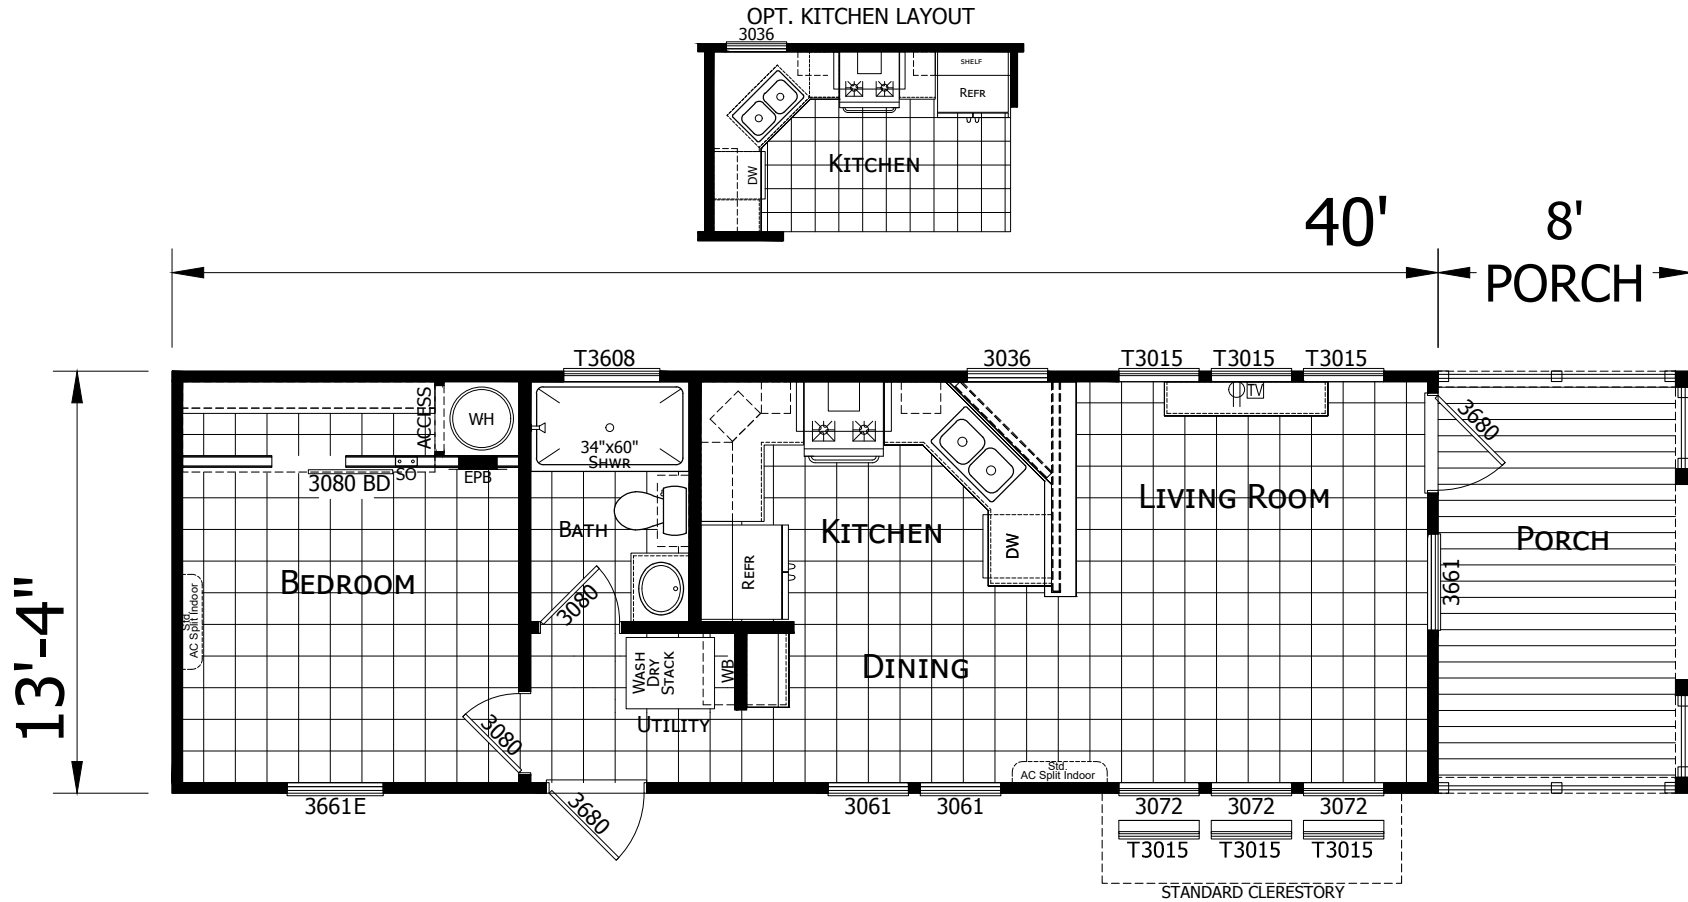 OPT. KITCHEN LAYOUT
3036
SHELF
REFR
KITCHEN
DW
40'
8'
PORCH
T3608
3036
T3015
T3015
T3015
ACCESS
WH
TV
3680
34"x60"
SHWR
SO
EPB
3080 BD
LIVING ROOM
BATH
KITCHEN
DW
PORCH
REFR
BEDROOM
3080
3661
13'-4"
Std.
AC Split Indoor
WASH
DRY
STACK
WB
DINING
UTILITY
3080
Std.
AC Split Indoor
3661E
3680
3061
3061
3072
3072
3072
T3015
T3015
T3015
STANDARD CLERESTORY